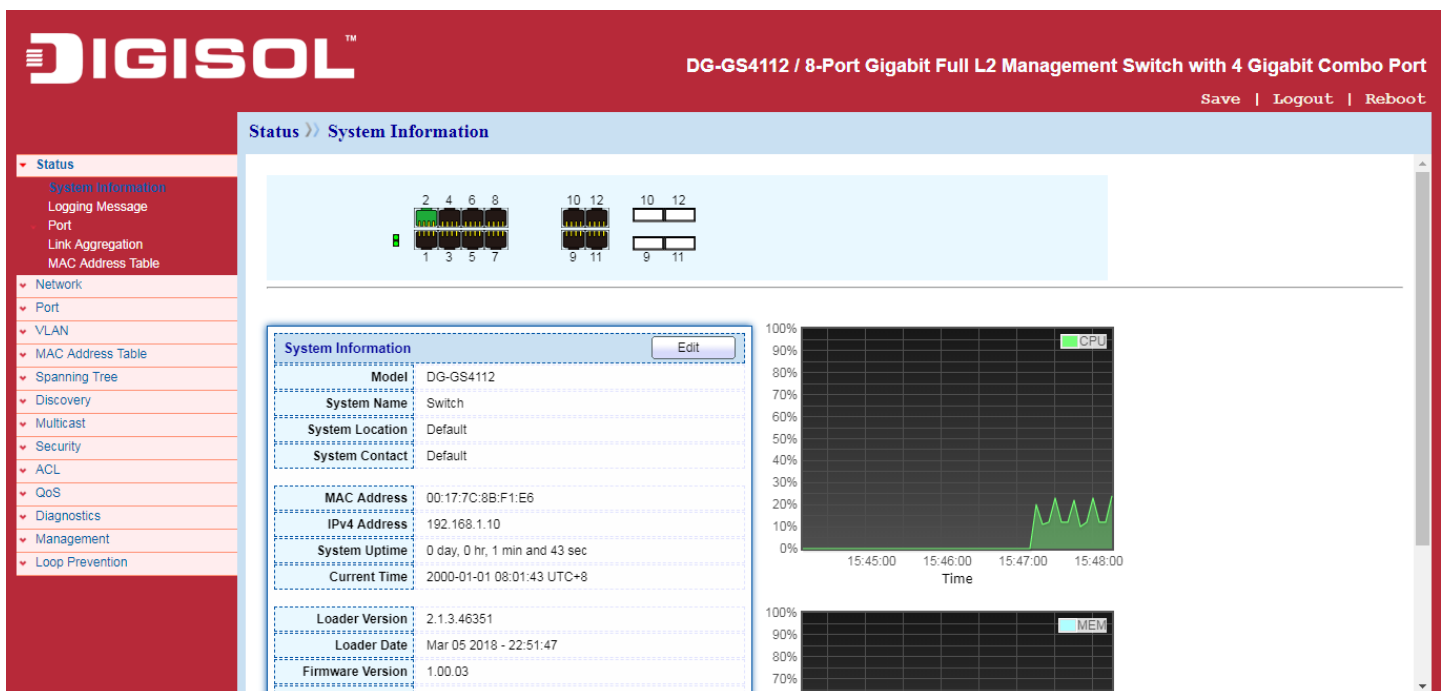 DIGISOL™
DG-GS4112 / 8-Port Gigabit Full L2 Management Switch with 4 Gigabit Combo Port
Save | Logout | Reboot
Status 》 System Information
Status
System Information
Logging Message
Port
Link Aggregation
MAC Address Table
Network
Port
VLAN
MAC Address Table
Spanning Tree
Discovery
Multicast
Security
ACL
QoS
Diagnostics
Management
Loop Prevention
2 4 6 8 10 12 10 12
1 3 5 7 9 11 9 11
System Information Edit
Model DG-GS4112
System Name Switch
System Location Default
System Contact Default
MAC Address 00:17:7C:8B:F1:E6
IPv4 Address 192.168.1.10
System Uptime 0 day, 0 hr, 1 min and 43 sec
Current Time 2000-01-01 08:01:43 UTC+8
Loader Version 2.1.3.46351
Loader Date Mar 05 2018 - 22:51:47
Firmware Version 1.00.03
CPU
100%
90%
80%
70%
60%
50%
40%
30%
20%
10%
0%
15:45:00 15:46:00 15:47:00 15:48:00
Time
MEM
100%
90%
80%
70%